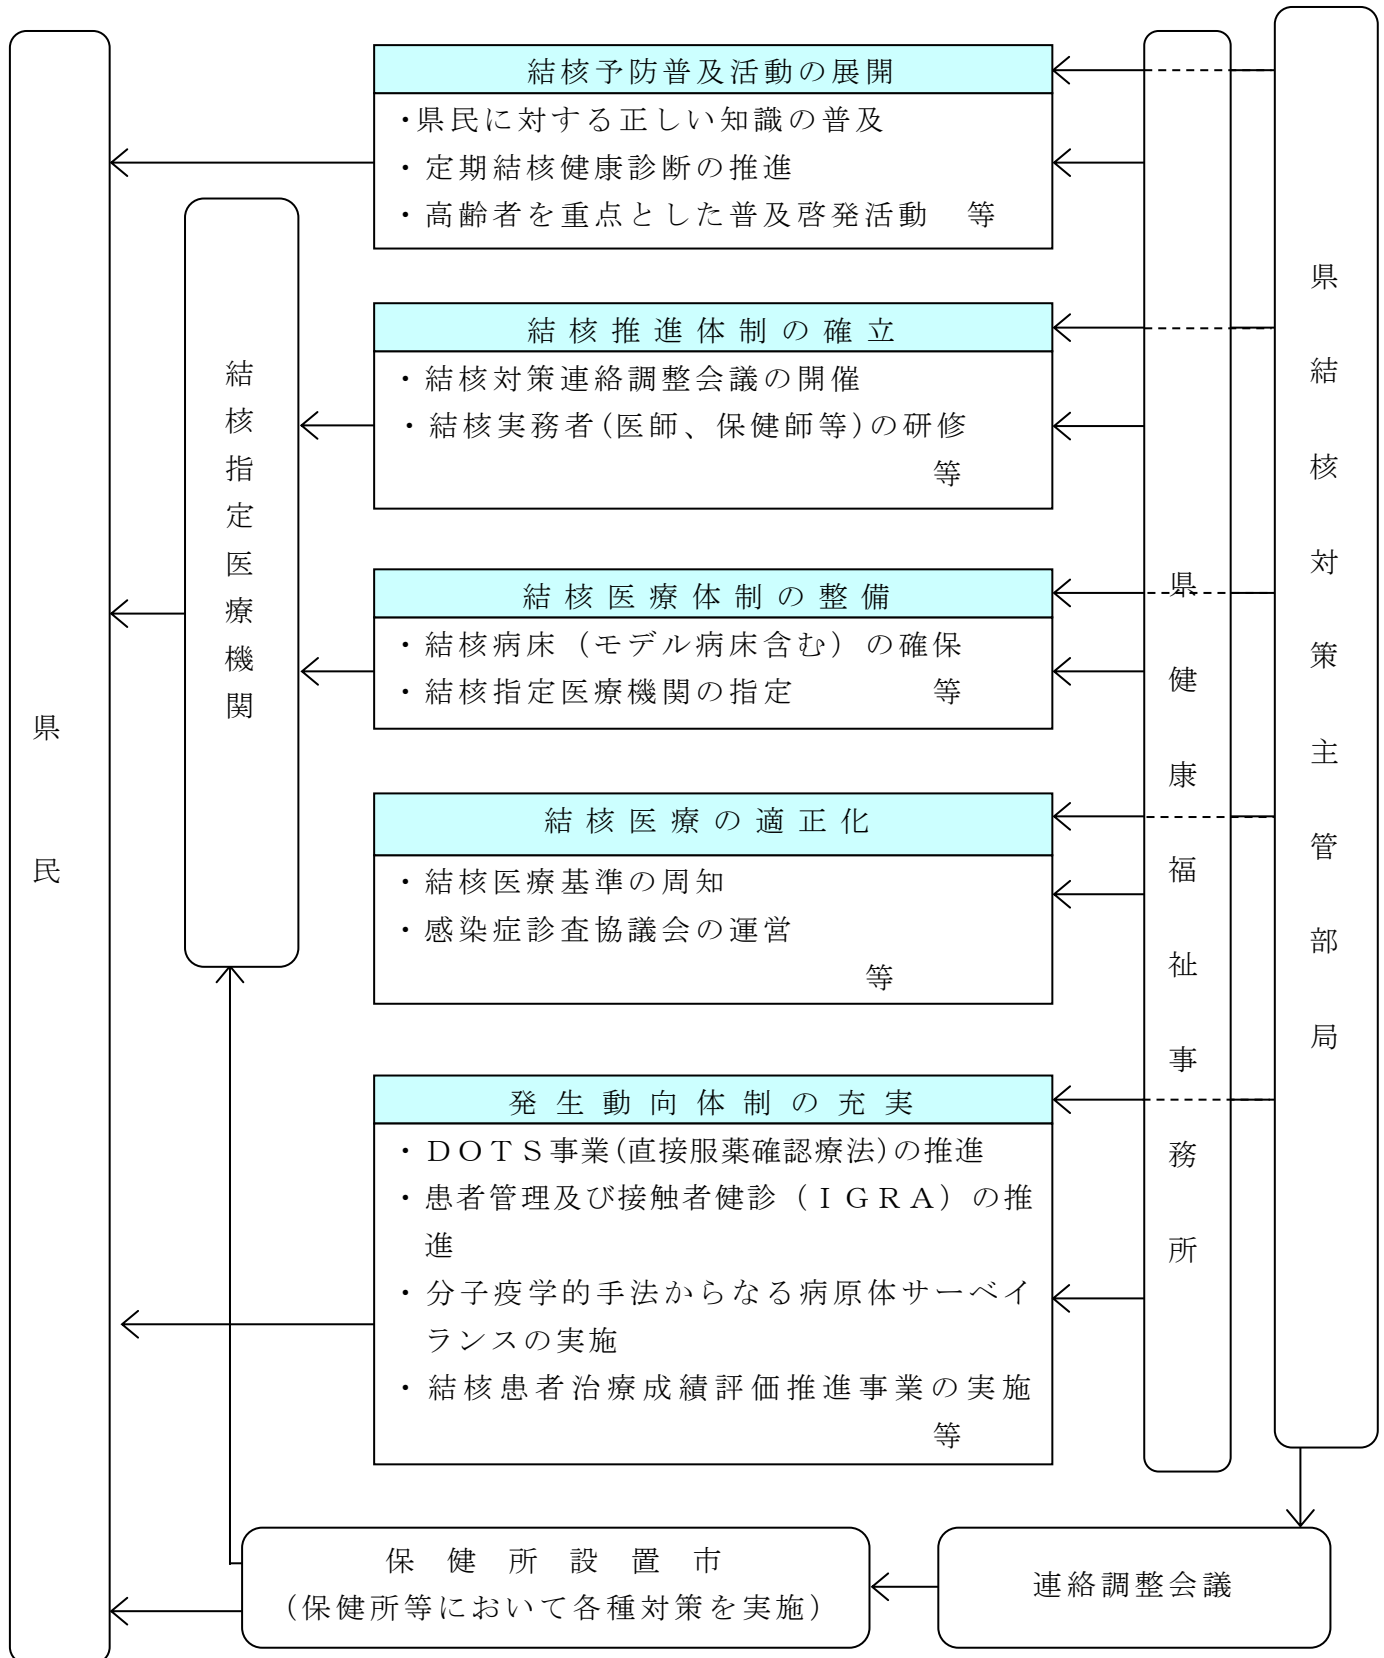 結核予防普及活動の展開
・県民に対する正しい知識の普及
・定期結核健康診断の推進
・高齢者を重点とした普及啓発活動　等
結核推進体制の確立
・結核対策連絡調整会議の開催
・結核実務者(医師、保健師等)の研修
等
結核医療体制の整備
・結核病床（モデル病床含む）の確保
・結核指定医療機関の指定　　　　等
結核医療の適正化
・結核医療基準の周知
・感染症診査協議会の運営
等
発生動向体制の充実
・ＤＯＴＳ事業(直接服薬確認療法)の推進
・患者管理及び接触者健診（ＩＧＲＡ）の推
進
・分子疫学的手法からなる病原体サーベイ
ランスの実施
・結核患者治療成績評価推進事業の実施
等
県民
結核指定医療機関
県健康福祉事務所
県結核対策主管部局
保健所設置市
（保健所等において各種対策を実施）
連絡調整会議